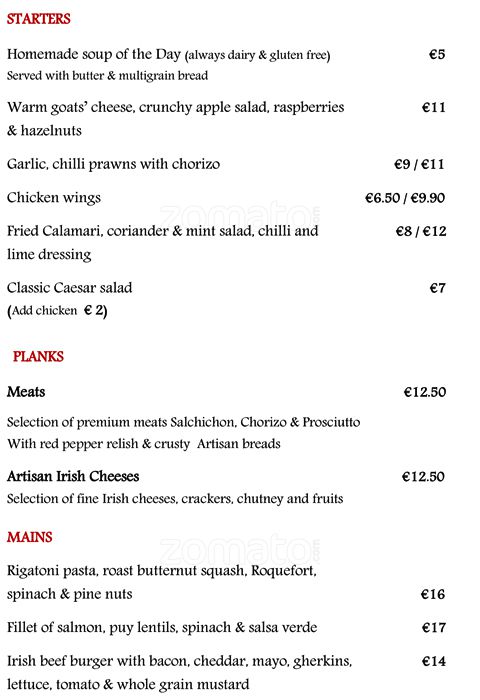 STARTERS
Homemade soup of the Day (always dairy & gluten free) €5
Served with butter & multigrain bread
Warm goats' cheese, crunchy apple salad, raspberries €11
& hazelnuts
Garlic, chilli prawns with chorizo €9 / €11
Chicken wings €6.50 / €9.90
zomato.com
Fried Calamari, coriander & mint salad, chilli and €8 / €12
lime dressing
Classic Caesar salad €7
(Add chicken € 2)
PLANKS
Meats €12.50
Selection of premium meats Salchichon, Chorizo & Prosciutto
With red pepper relish & crusty Artisan breads
Artisan Irish Cheeses €12.50
Selection of fine Irish cheeses, crackers, chutney and fruits
MAINS
zomato.com
Rigatoni pasta, roast butternut squash, Roquefort,
spinach & pine nuts €16
Fillet of salmon, puy lentils, spinach & salsa verde €17
Irish beef burger with bacon, cheddar, mayo, gherkins, €14
lettuce, tomato & whole grain mustard